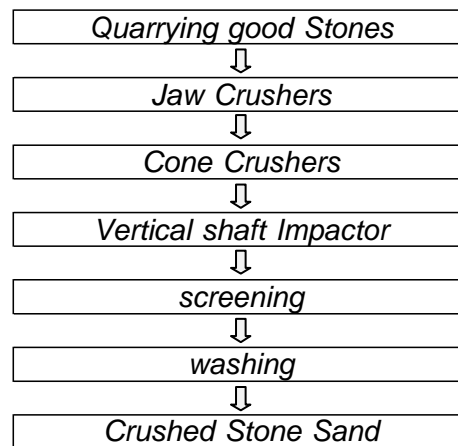 Quarrying good Stones
Jaw Crushers
Cone Crushers
Vertical shaft Impactor
screening
washing
Crushed Stone Sand